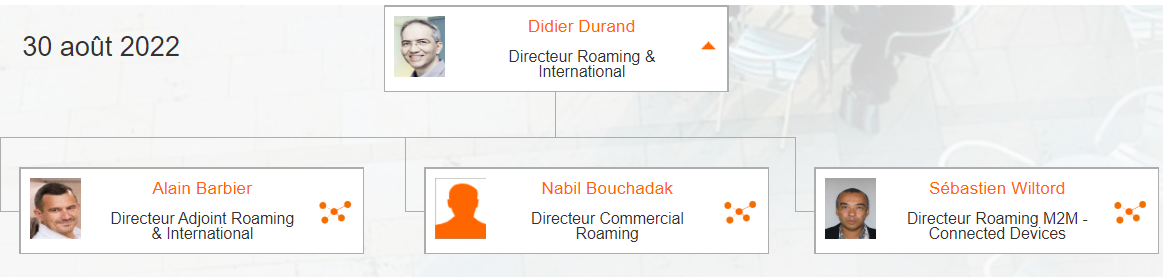 30 août 2022
Didier Durand
Directeur Roaming &
International
Alain Barbier
Directeur Adjoint Roaming
& International
Nabil Bouchadak
Directeur Commercial
Roaming
Sébastien Wiltord
Directeur Roaming M2M -
Connected Devices